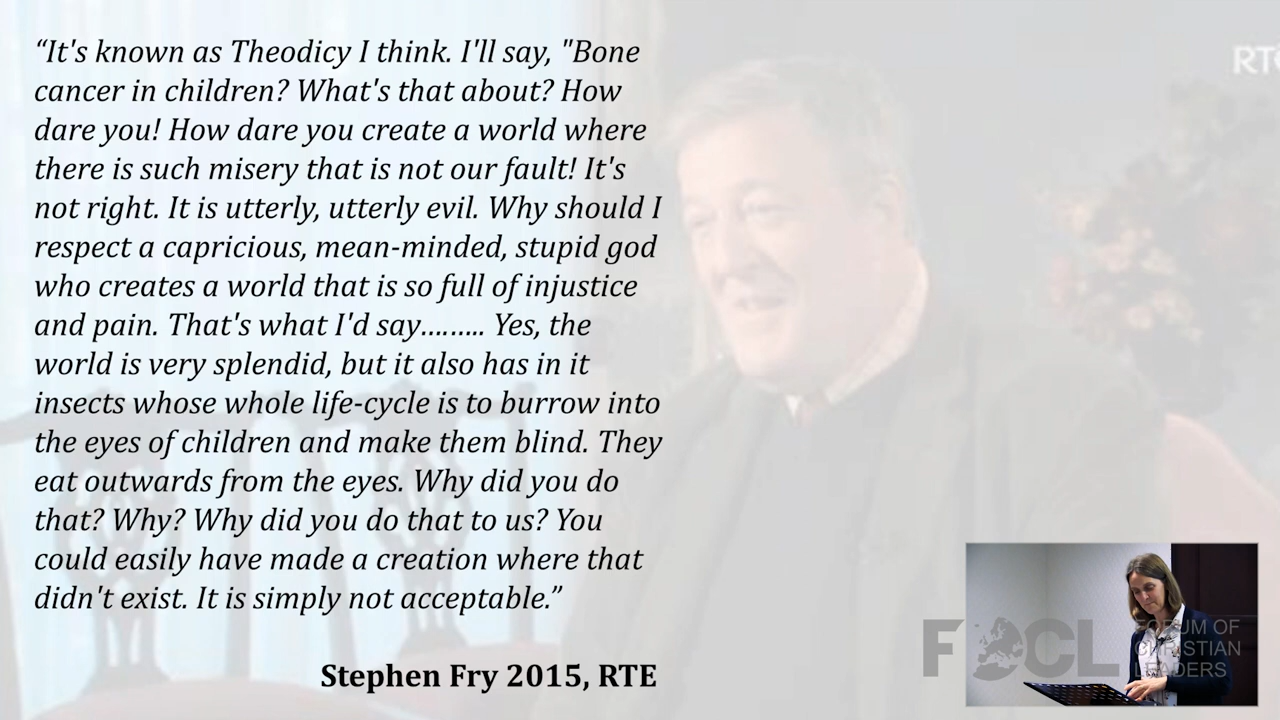 “It's known as Theodicy I think. I'll say, "Bone
cancer in children? What's that about? How
dare you! How dare you create a world where
there is such misery that is not our fault! It's
not right. It is utterly, utterly evil. Why should I
respect a capricious, mean-minded, stupid god
who creates a world that is so full of injustice
and pain. That's what I'd say......... Yes, the
world is very splendid, but it also has in it
insects whose whole life-cycle is to burrow into
the eyes of children and make them blind. They
eat outwards from the eyes. Why did you do
that? Why? Why did you do that to us? You
could easily have made a creation where that
didn't exist. It is simply not acceptable.”
Stephen Fry 2015, RTE
RTÉ
FOCL
FORUM OF
CHRISTIAN
LEADERS